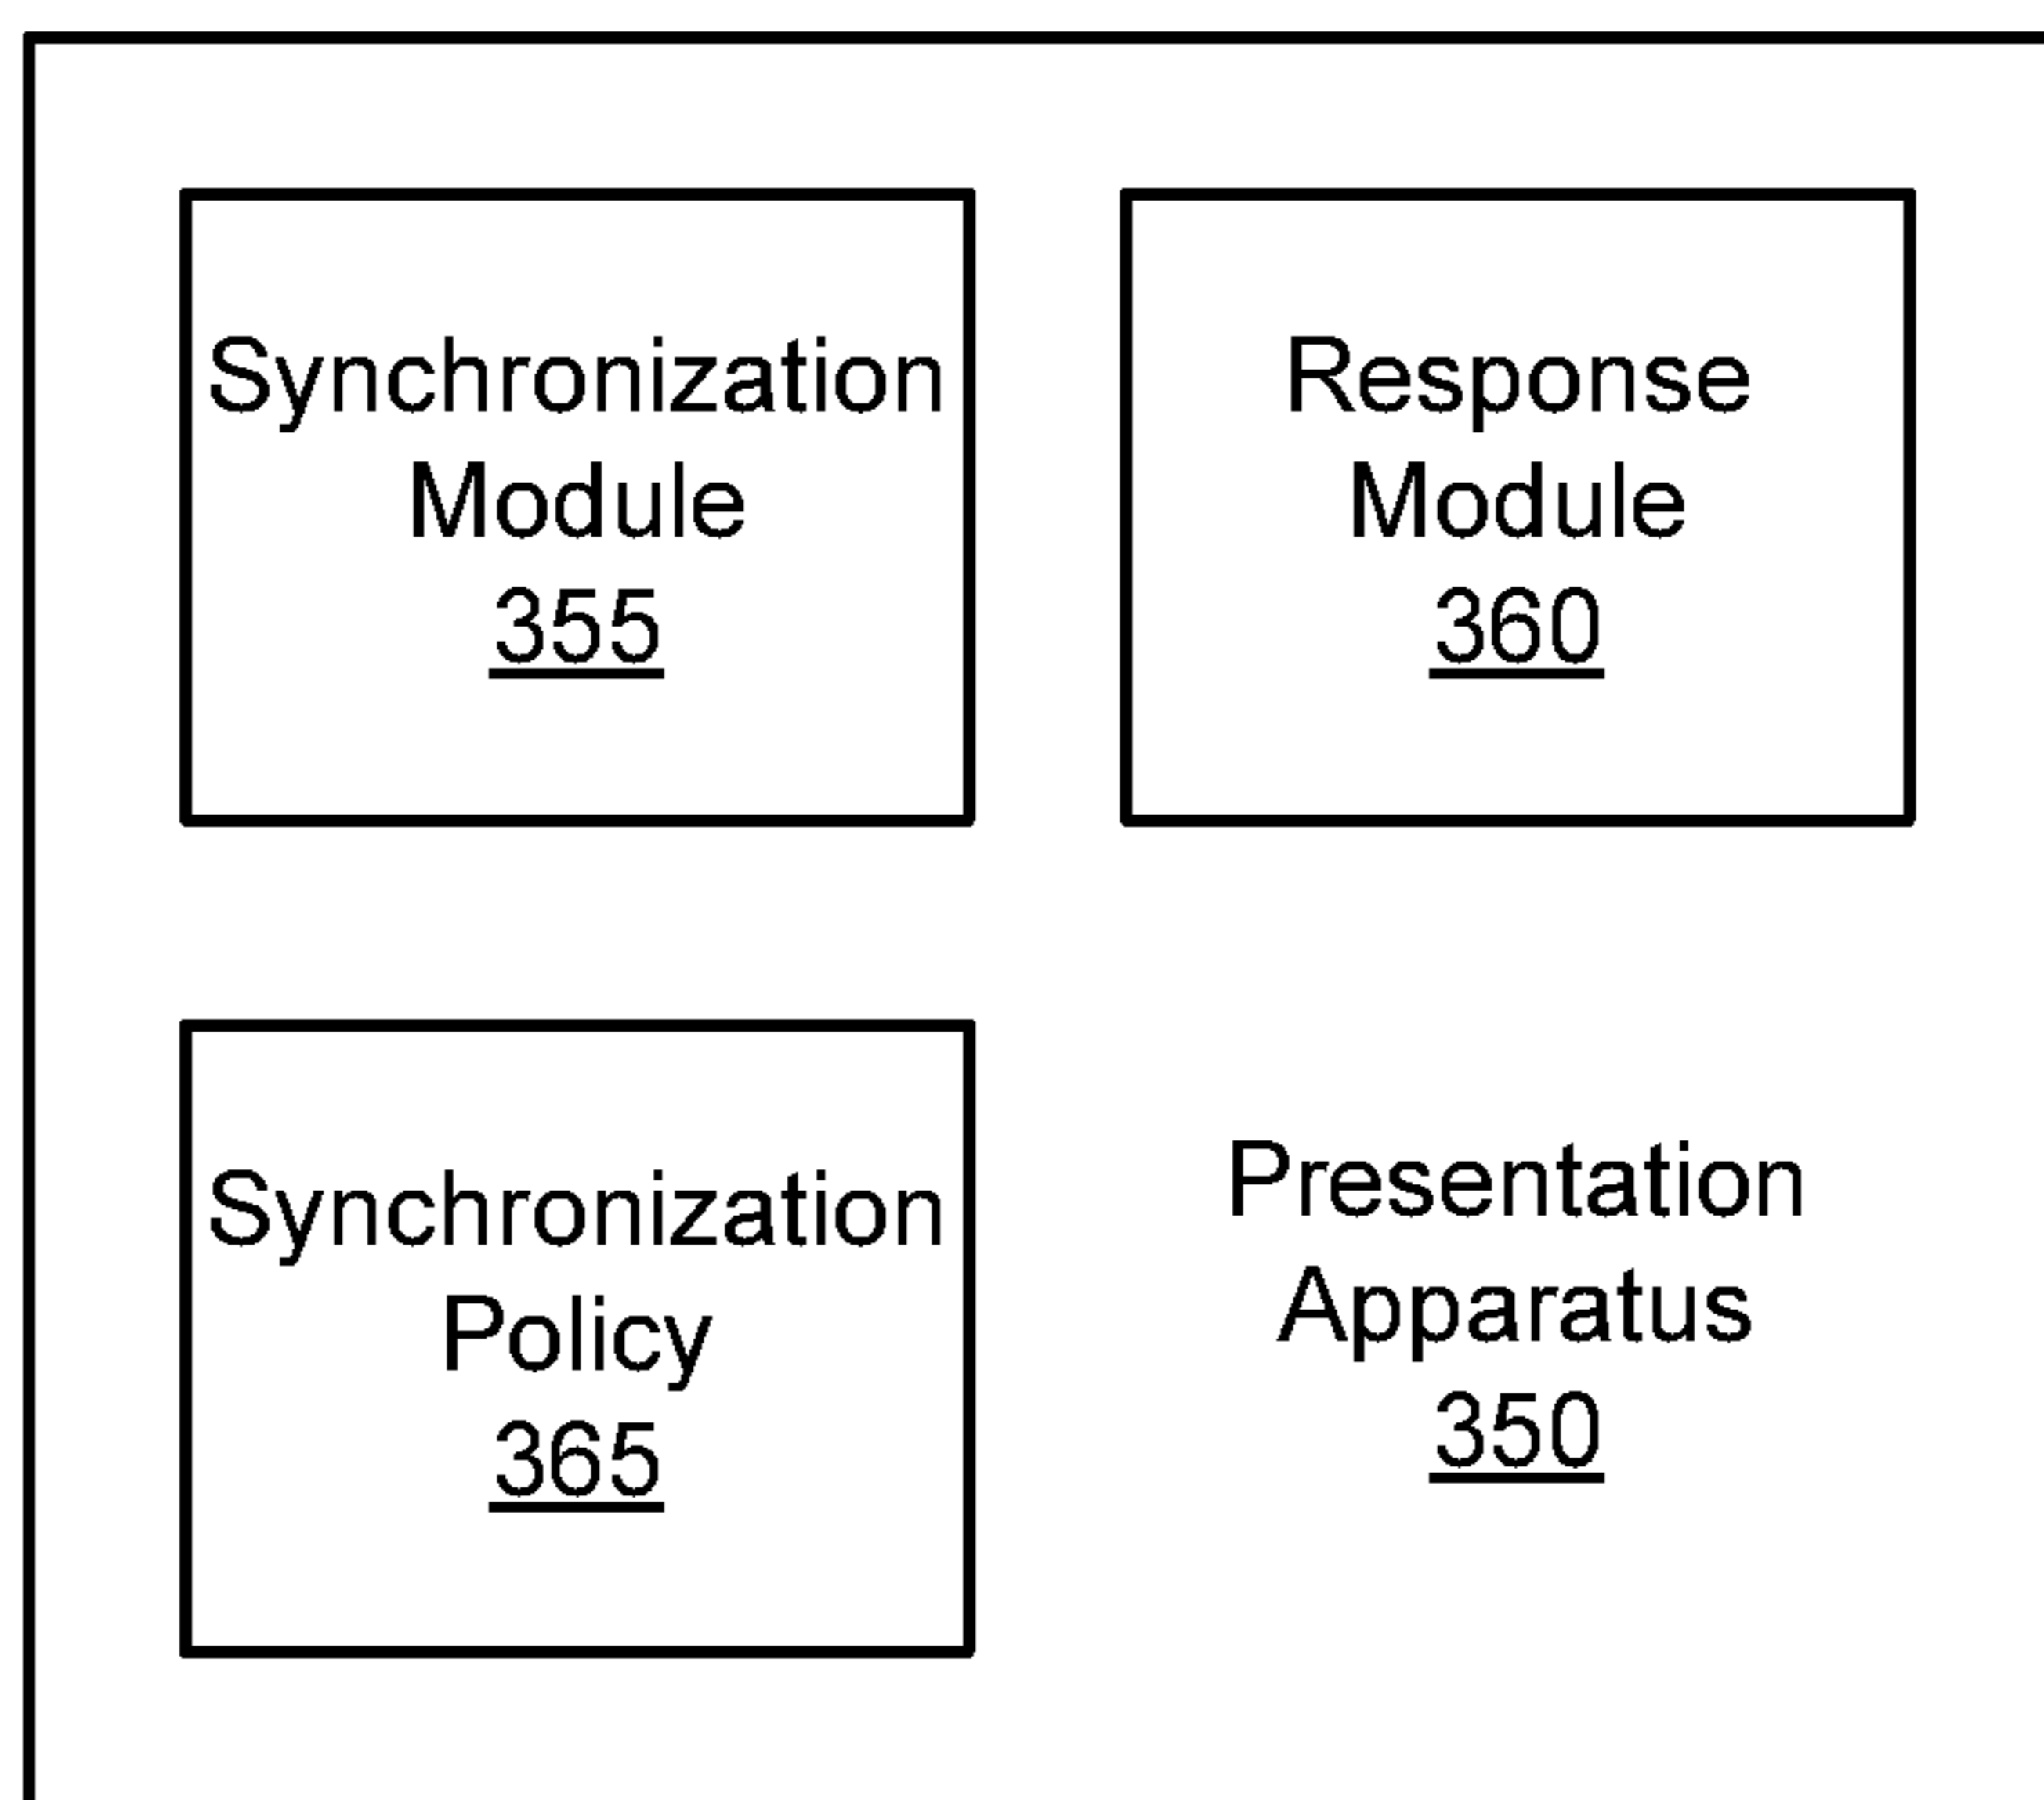 Synchronization
Module
355
Response
Module
360
Synchronization
Policy
365
Presentation
Apparatus
350